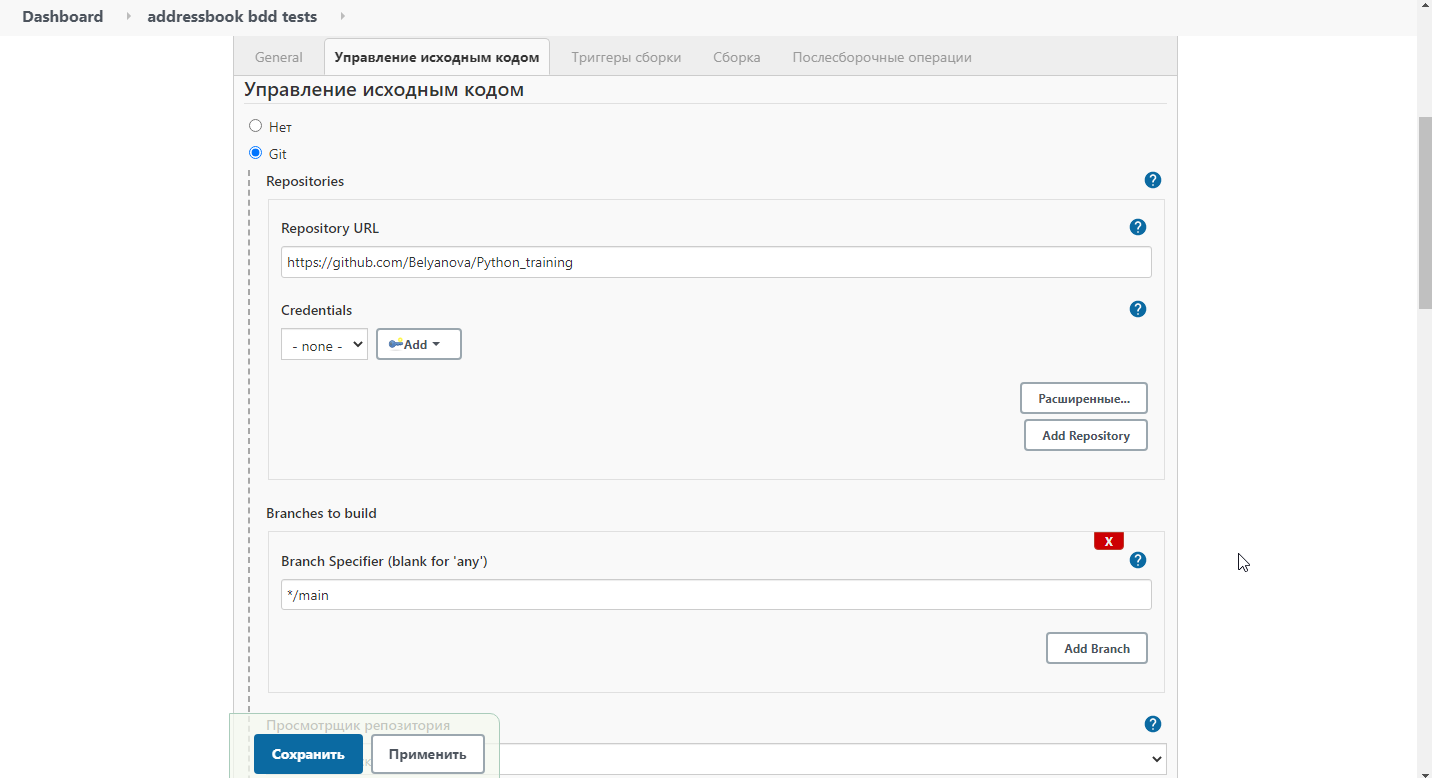 Dashboard addressbook bdd tests
General Управление исходным кодом Триггеры сборки Сборка Послесборочные операции
Управление исходным кодом
Нет
Git
Repositories ?
Repository URL ?
https://github.com/Belyanova/Python_training
Credentials ?
- none - Add
Расширенные...
Add Repository
Branches to build
X
Branch Specifier (blank for 'any') ?
*/main
Add Branch
Просмотрщик репозитория ?
Сохранить Применить